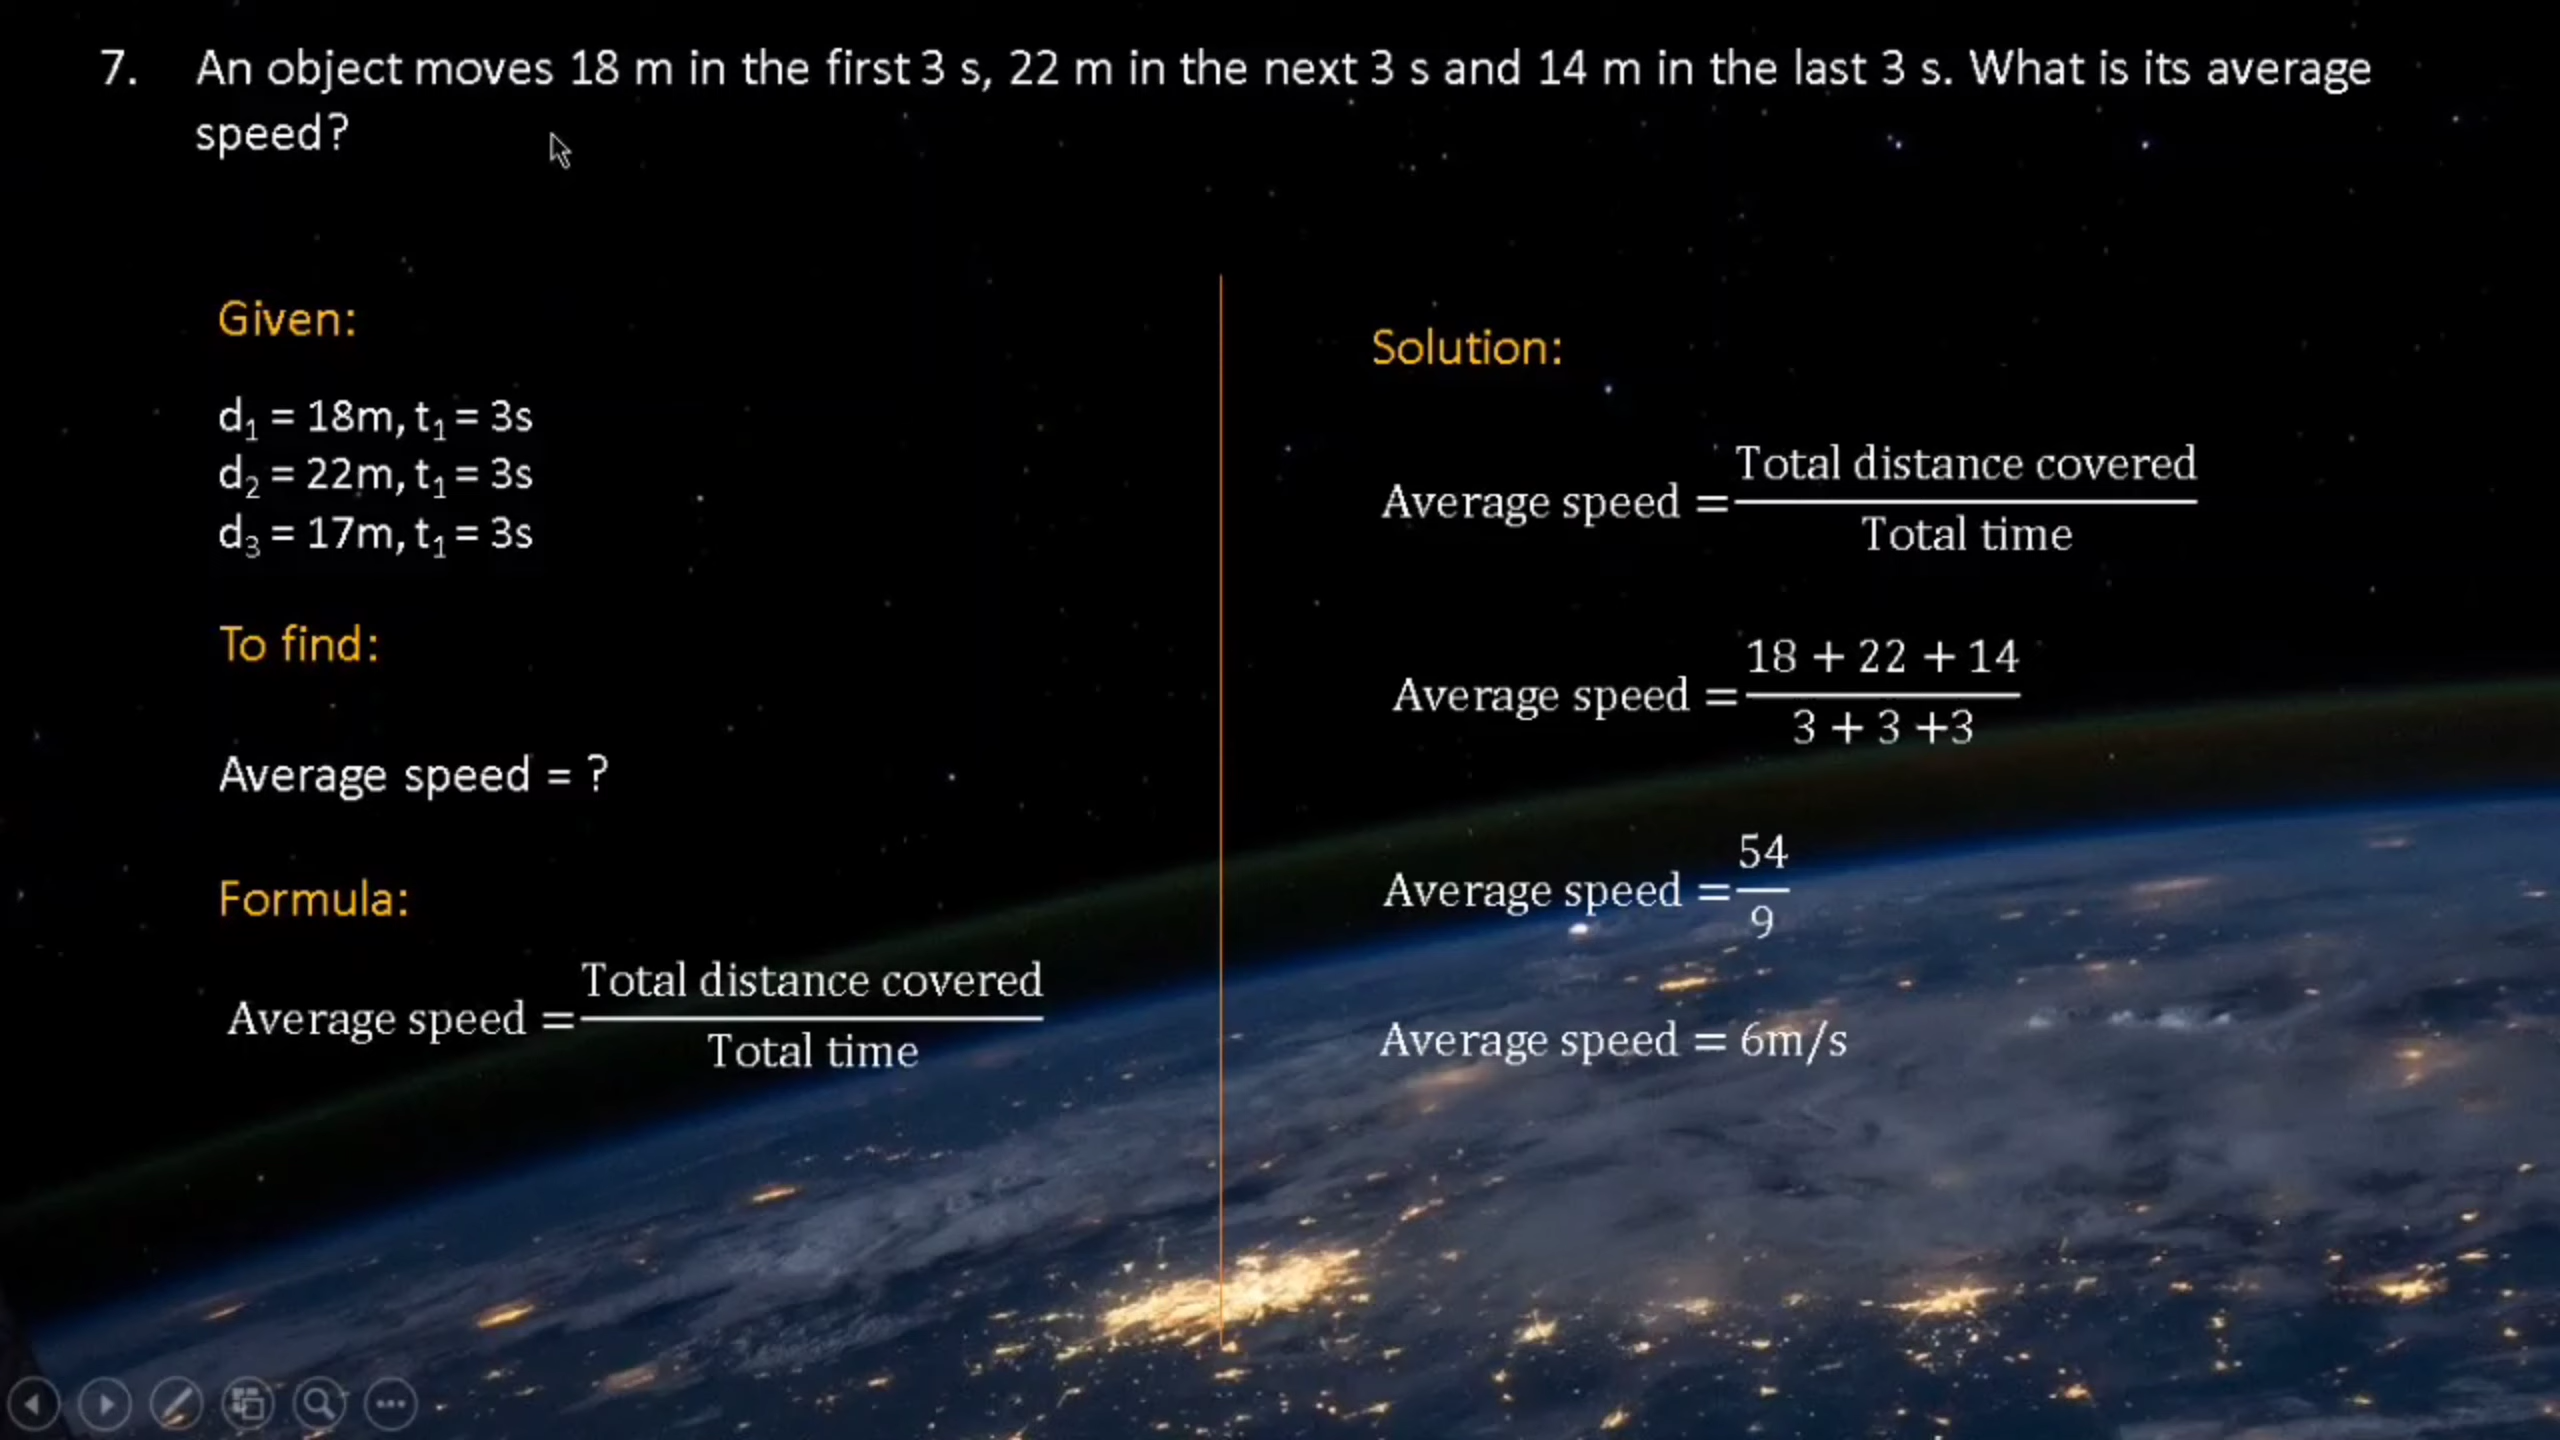 7. An object moves 18 m in the first 3 s, 22 m in the next 3 s and 14 m in the last 3 s. What is its average
speed?
Given:
d₁ = 18m, t₁ = 3s
d₂ = 22m, t₁ = 3s
d₃ = 17m, t₁ = 3s
To find:
Average speed = ?
Formula:
Average speed = Total distance covered / Total time
Solution:
Average speed = Total distance covered / Total time
Average speed = 18 + 22 + 14 / 3 + 3 +3
Average speed = 54 / 9
Average speed = 6m/s